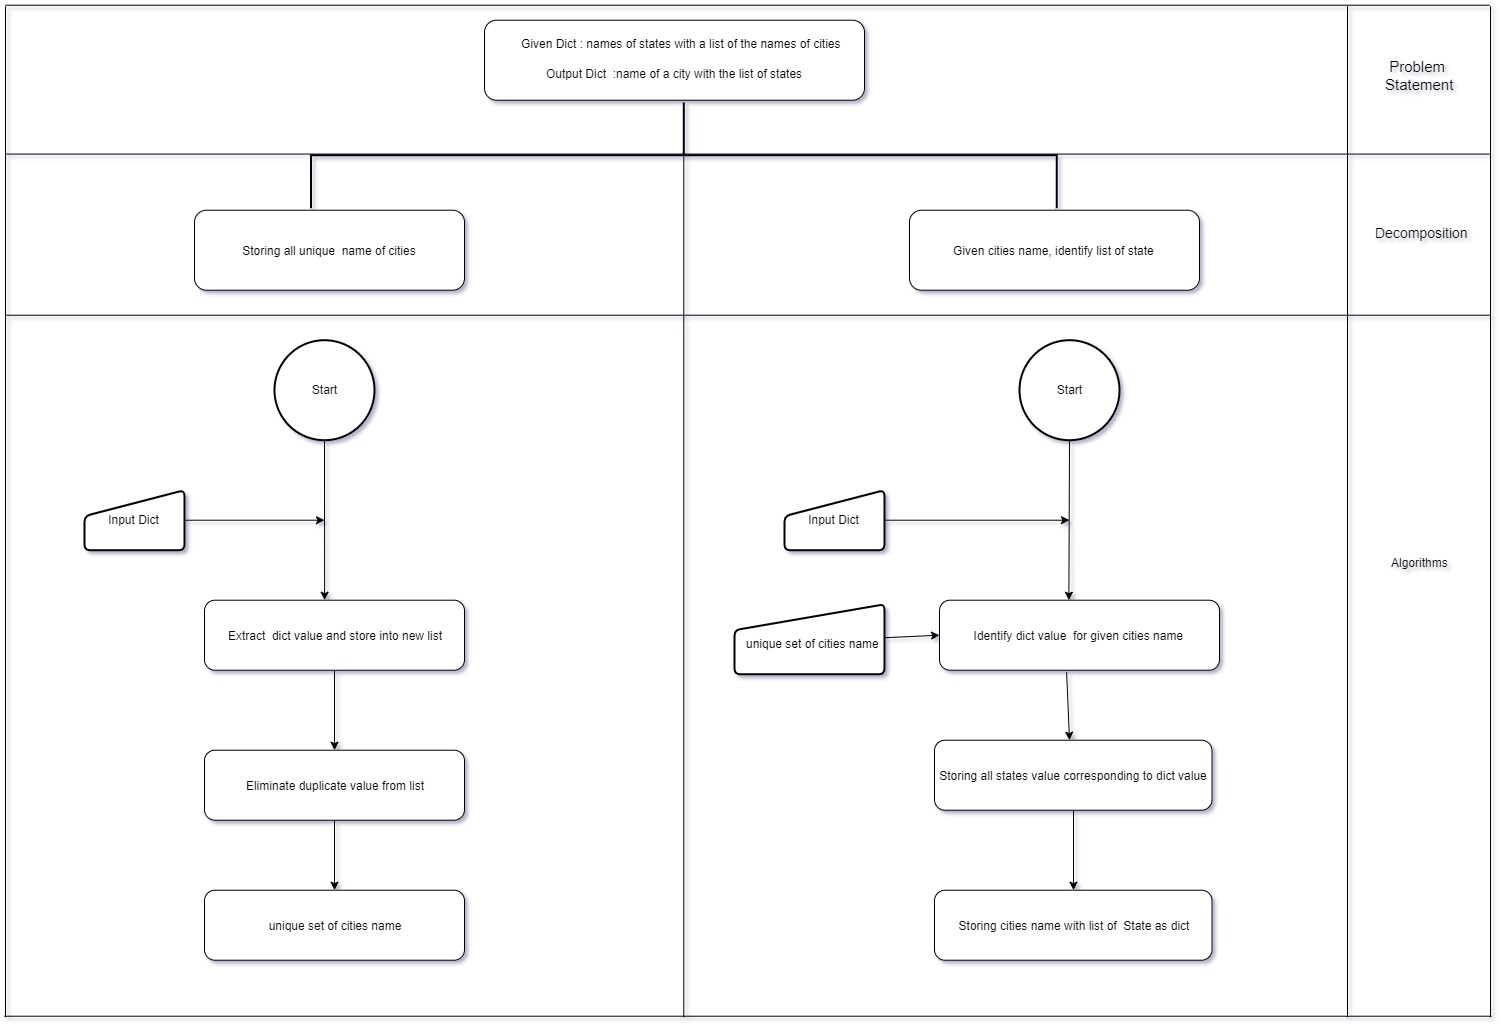 Given Dict : names of states with a list of the names of cities
Output Dict  :name of a city with the list of states
Problem
Statement
Storing all unique  name of cities
Given cities name, identify list of state
Decomposition
Start
Start
Input Dict
Input Dict
Algorithms
Extract  dict value and store into new list
unique set of cities name
Identify dict value  for given cities name
Eliminate duplicate value from list
Storing all states value corresponding to dict value
unique set of cities name
Storing cities name with list of  State as dict